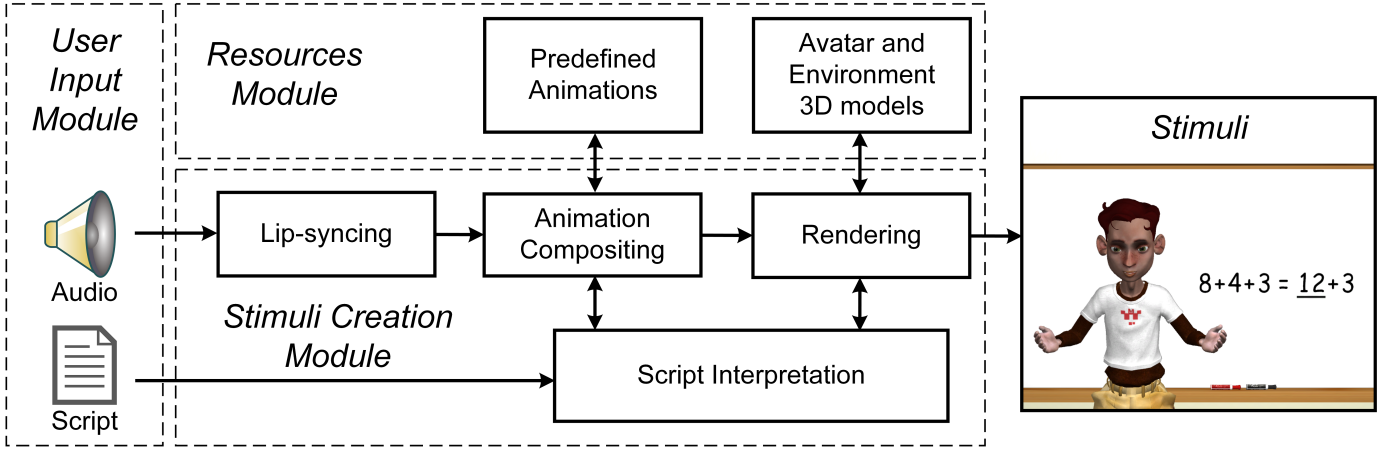 User
Input
Module
Audio
Script
Resources
Module
Predefined
Animations
Avatar and
Environment
3D models
Lip-syncing
Animation
Compositing
Rendering
Stimuli Creation
Module
Script Interpretation
Stimuli
8+4+3 = 12+3